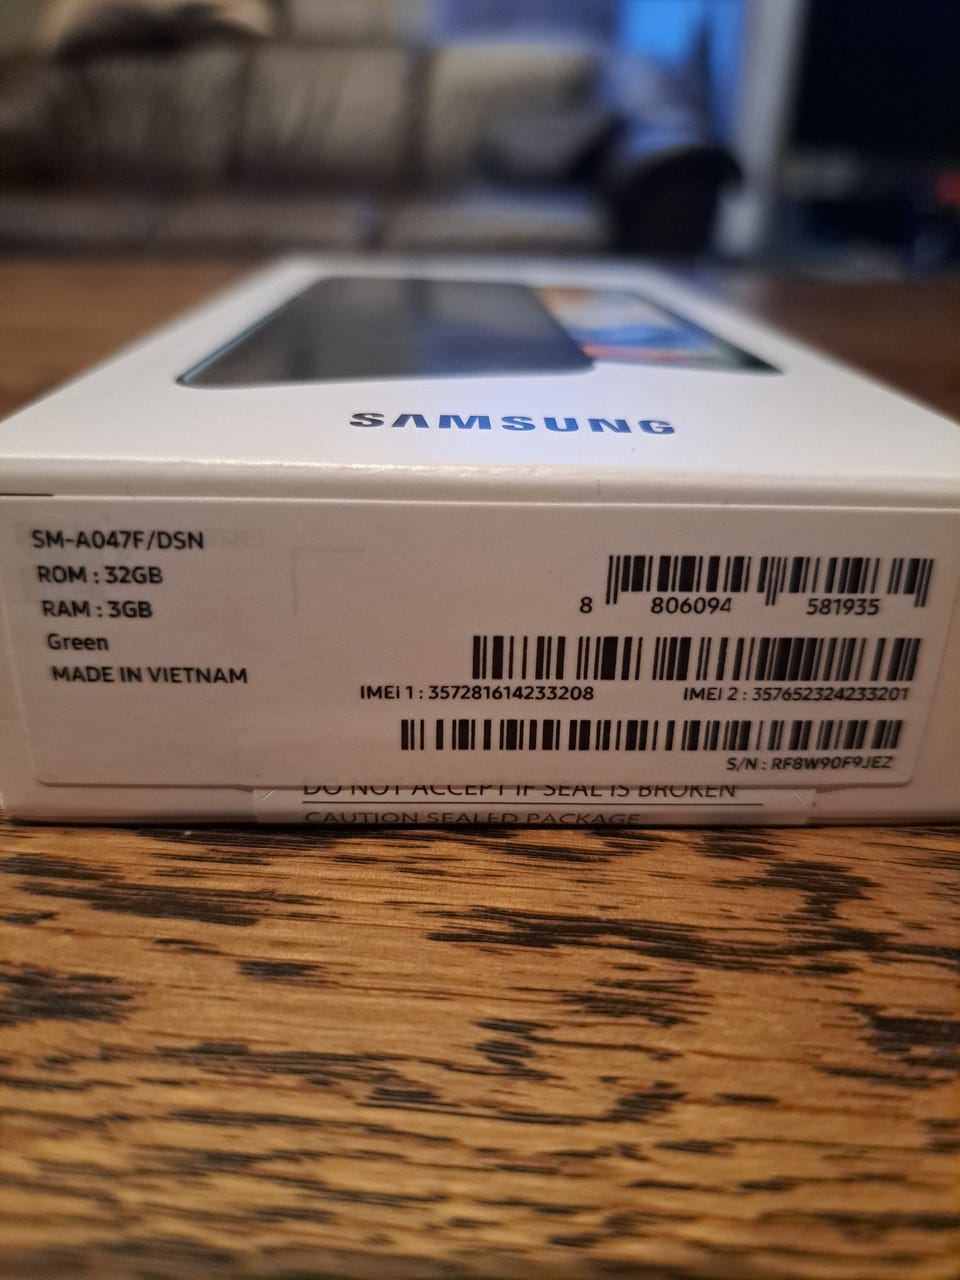 SAMSUNG
SM-A047F/DSN
ROM : 32GB
RAM : 3GB
Green
MADE IN VIETNAM
8 806094 581935
IMEI 1 : 357281614233208 IMEI 2 : 357652324233201
S/N : RF8W90F9JEZ
DO NOT ACCEPT IF SEAL IS BROKEN
CAUTION SEALED PACKAGE